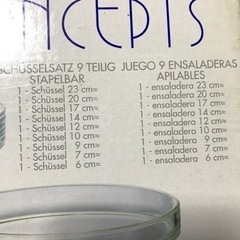 NCEPTS
SCHÜSSELSATZ 9 TEILIG
STAPELBAR
1 - Schüssel 23 cm≈
1 - Schüssel 20 cm≈
1 - Schüssel 17 cm≈
1 - Schüssel 14 cm≈
1 - Schüssel 12 cm≈
1 - Schüssel 10 cm≈
1 - Schüssel 9 cm≈
1 - Schüssel 7 cm≈
1 - Schüssel 6 cm≈
JUEGO 9 ENSALADERAS
APILABLES
1 - ensaladera 23 cm≈
1 - ensaladera 20 cm≈
1 - ensaladera 17 cm≈
1 - ensaladera 14 cm≈
1 - ensaladera 12 cm≈
1 - ensaladera 10 cm≈
1 - ensaladera 9 cm≈
1 - ensaladera 7 cm≈
1 - ensaladera 6 cm≈